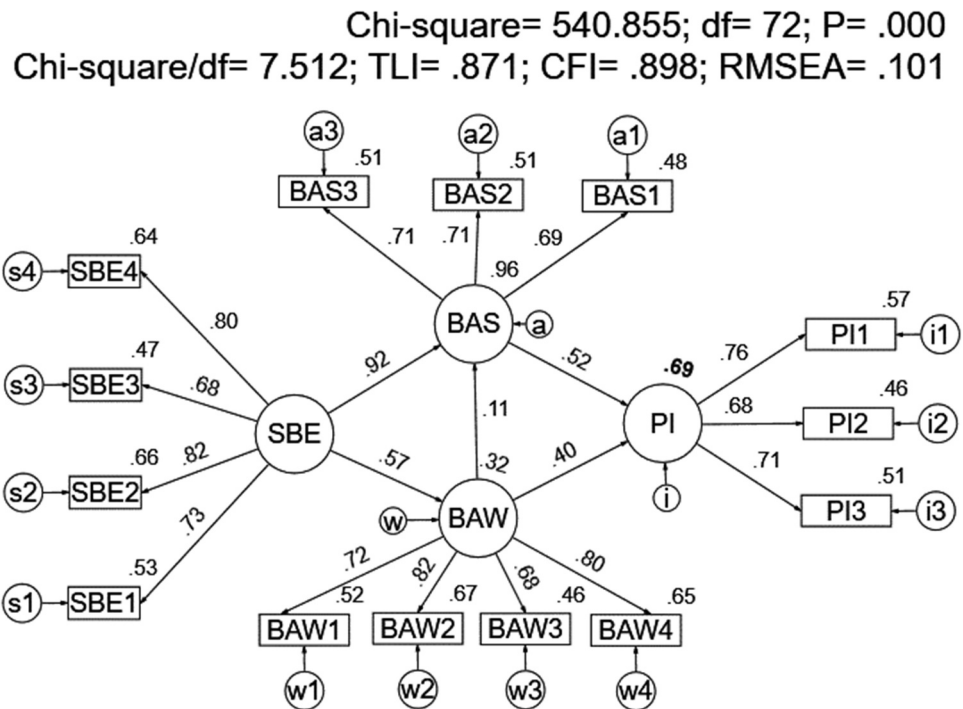 Chi-square= 540.855; df= 72; P= .000
Chi-square/df= 7.512; TLI= .871; CFI= .898; RMSEA= .101
a3 a2 a1
.51 .51 .48
BAS3 BAS2 BAS1
.71 .71 .69
.64
.96
s4 SBE4
.57
BAS a
PI1 i1
.80
.47
.92 .52 .69 .76
s3 SBE3
.68
.46
.11
.68
SBE PI PI2 i2
.66 .82
.57 .32 .40
.71
.51
s2 SBE2
i
w BAW
PI3 i3
.73
.53
.72 .82 .68 .80
s1 SBE1
.52 .67 .46 .65
BAW1 BAW2 BAW3 BAW4
w1 w2 w3 w4